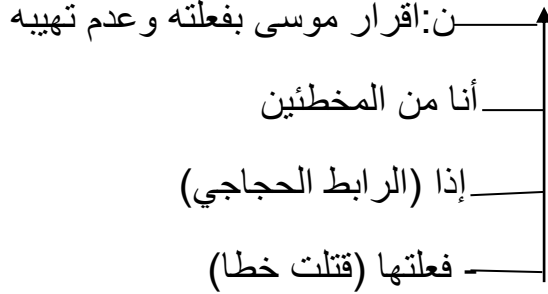 ن:اقرار موسى بفعلته وعدم تهيبه
أنا من المخطئين
إذا (الرابط الحجاجي)
- فعلتها (قتلت خطا)